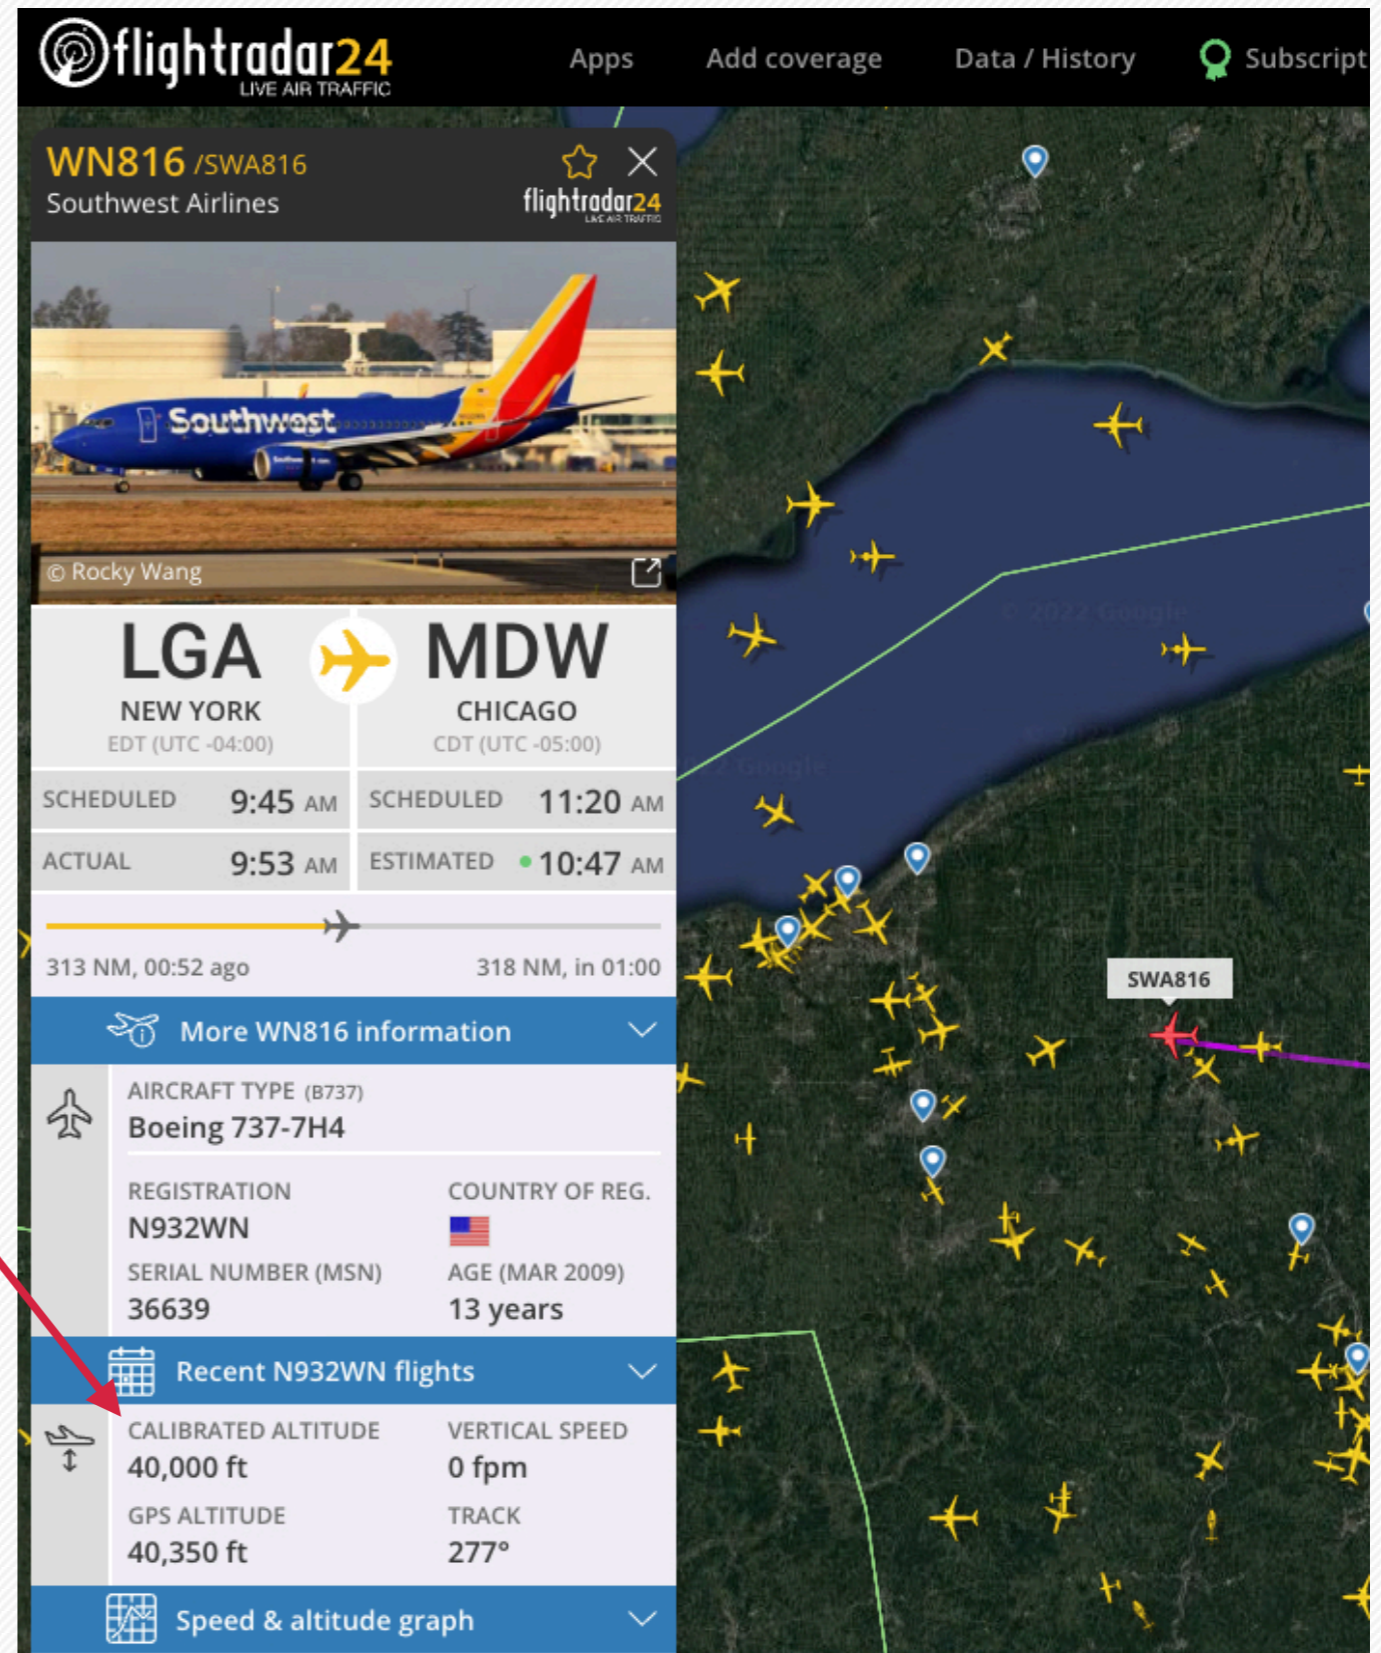 flightradar24
LIVE AIR TRAFFIC
Apps
Add coverage
Data / History
Subscript
WN816 /SWA816
Southwest Airlines
flightradar24
LIVE AIR TRAFFIC
Southwest
© Rocky Wang
LGA
MDW
NEW YORK
CHICAGO
EDT (UTC -04:00)
CDT (UTC -05:00)
SCHEDULED 9:45 AM
SCHEDULED 11:20 AM
ACTUAL 9:53 AM
ESTIMATED 10:47 AM
313 NM, 00:52 ago
318 NM, in 01:00
More WN816 information
AIRCRAFT TYPE (B737)
Boeing 737-7H4
REGISTRATION
COUNTRY OF REG.
N932WN
SERIAL NUMBER (MSN)
AGE (MAR 2009)
36639
13 years
Recent N932WN flights
CALIBRATED ALTITUDE
VERTICAL SPEED
40,000 ft
0 fpm
GPS ALTITUDE
TRACK
40,350 ft
277°
Speed & altitude graph
© 2022 Google
SWA816